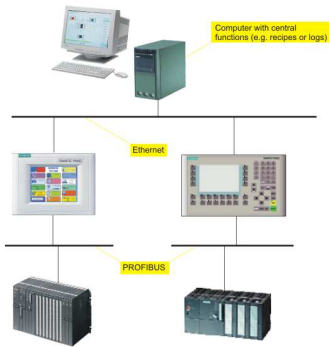 Computer with central
functions (e.g. recipes or logs)
Ethernet
PROFIBUS